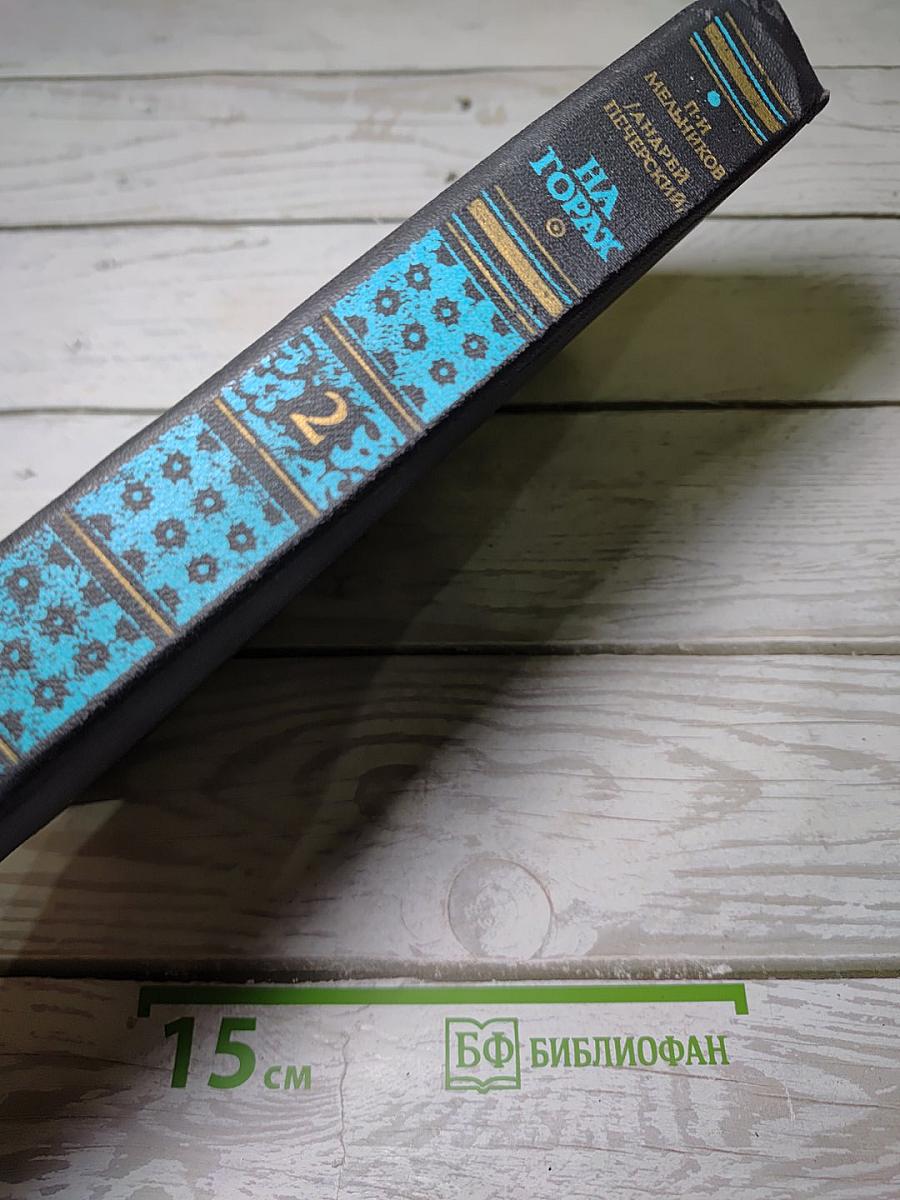 П·И
МЕЛЬНИКОВ
/АНДРЕЙ
ПЕЧЕРСКИЙ/
НА
ГОРАХ
2
15 см
БФ БИБЛИОФАН